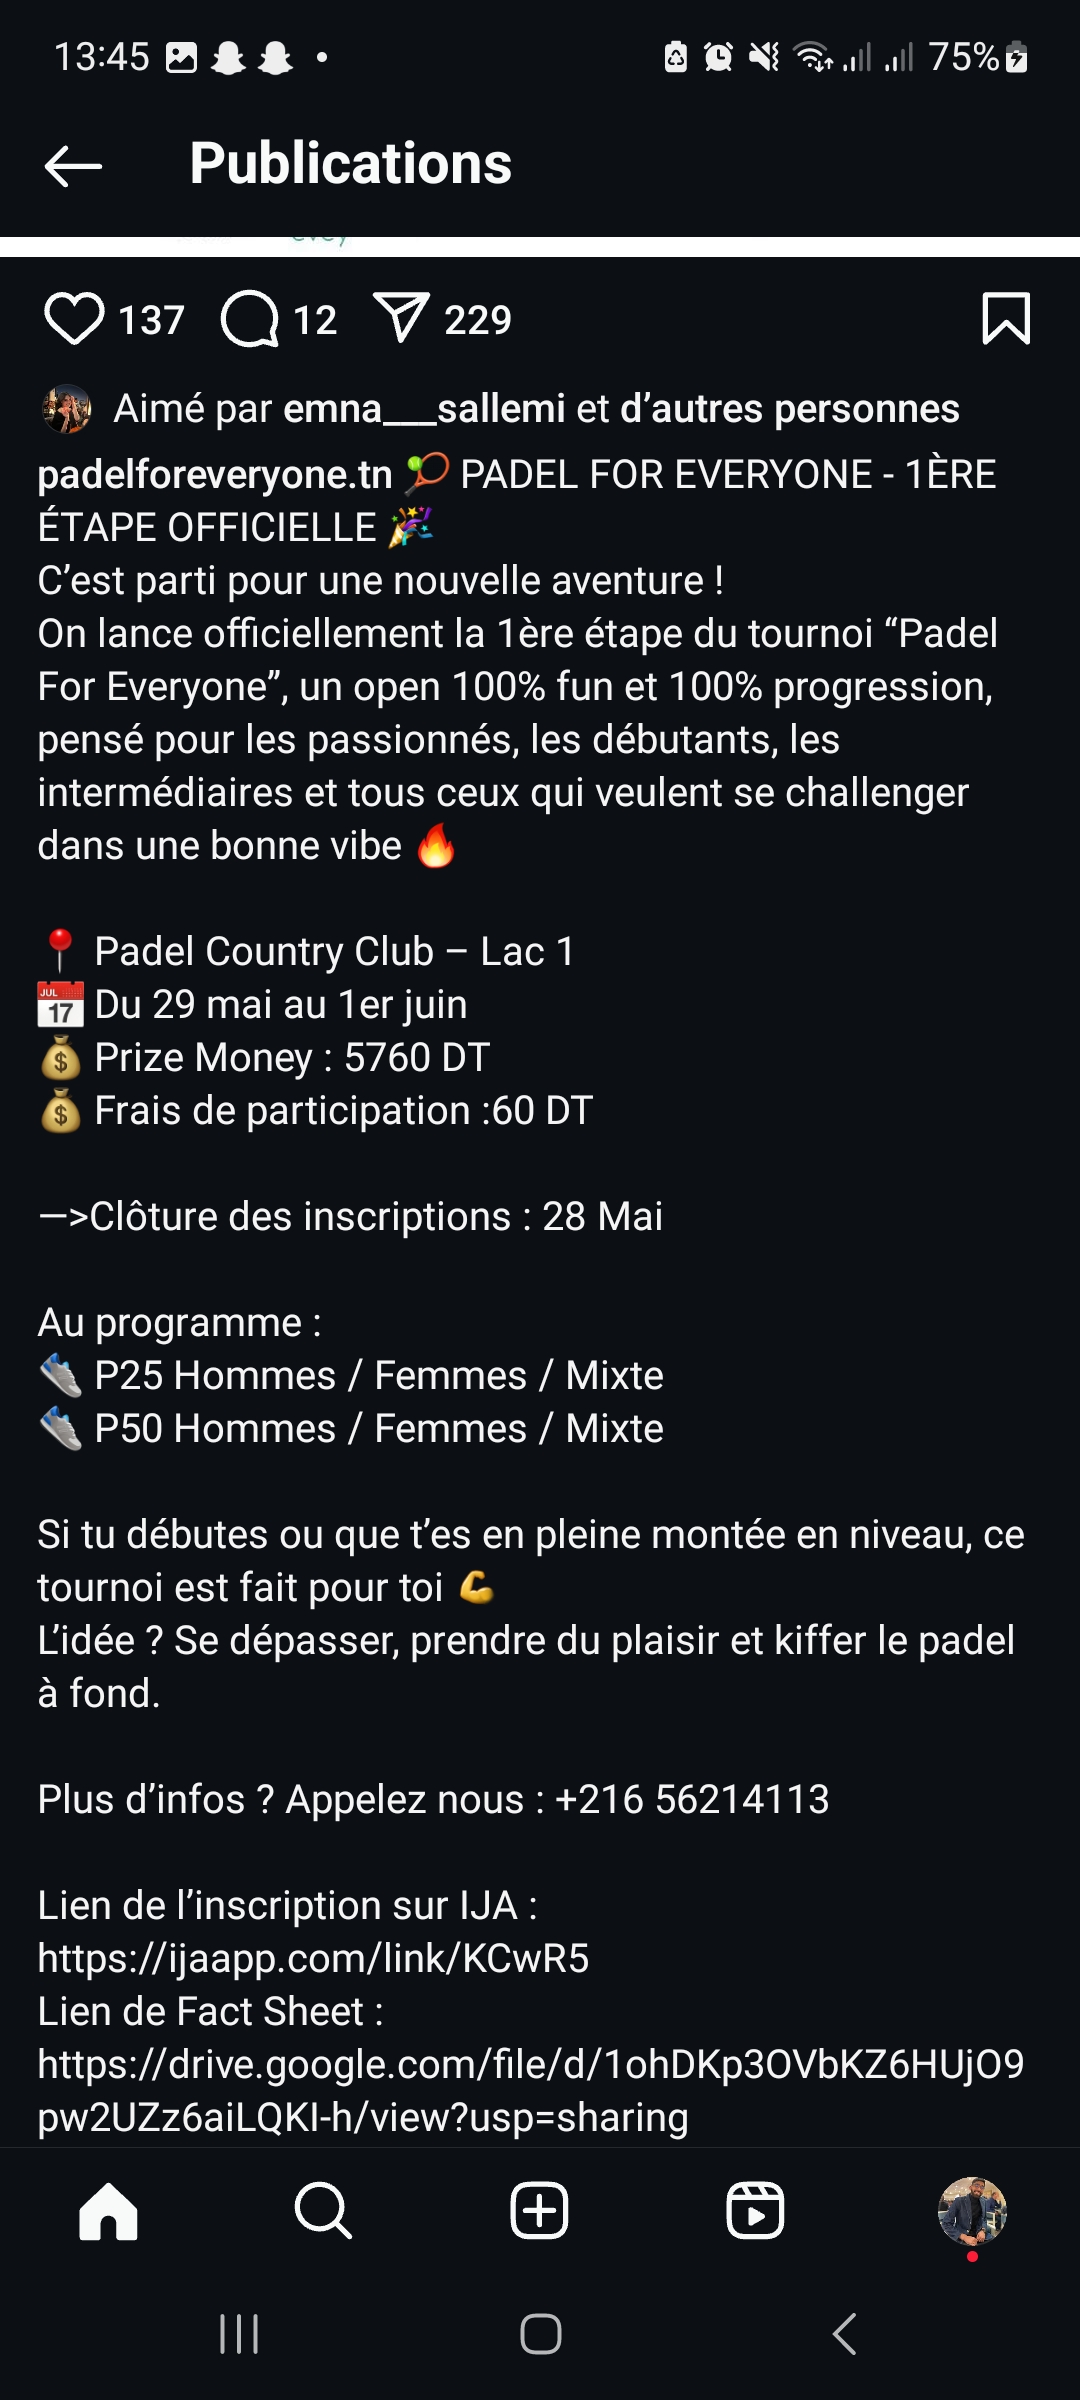 13:45
75%
Publications
137 12 229
Aimé par emna___sallemi et d’autres personnes
padelforeveryone.tn 🎾 PADEL FOR EVERYONE - 1ÈRE
ÉTAPE OFFICIELLE 🎉
C’est parti pour une nouvelle aventure !
On lance officiellement la 1ère étape du tournoi “Padel
For Everyone”, un open 100% fun et 100% progression,
pensé pour les passionnés, les débutants, les
intermédiaires et tous ceux qui veulent se challenger
dans une bonne vibe 🔥
📍 Padel Country Club – Lac 1
📅 Du 29 mai au 1er juin
💰 Prize Money : 5760 DT
💰 Frais de participation :60 DT
—>Clôture des inscriptions : 28 Mai
Au programme :
👟 P25 Hommes / Femmes / Mixte
👟 P50 Hommes / Femmes / Mixte
Si tu débutes ou que t’es en pleine montée en niveau, ce
tournoi est fait pour toi 💪
L’idée ? Se dépasser, prendre du plaisir et kiffer le padel
à fond.
Plus d’infos ? Appelez nous : +216 56214113
Lien de l’inscription sur IJA :
https://ijaapp.com/link/KCwR5
Lien de Fact Sheet :
https://drive.google.com/file/d/1ohDKp3OVbKZ6HUjO9
pw2UZz6aiLQKI-h/view?usp=sharing